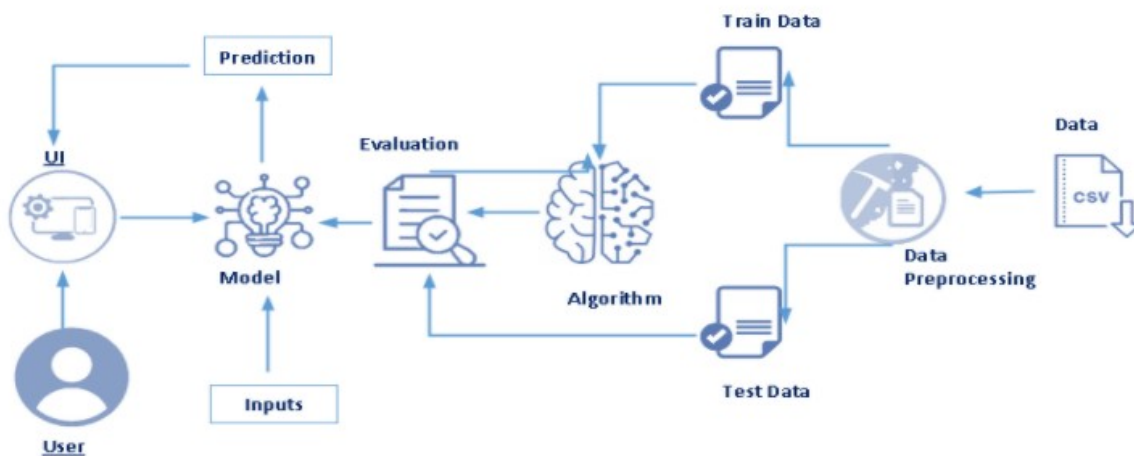 Train Data
Prediction
Data
Evaluation
UI
CSV
Data
Preprocessing
Model
Algorithm
Test Data
Inputs
User